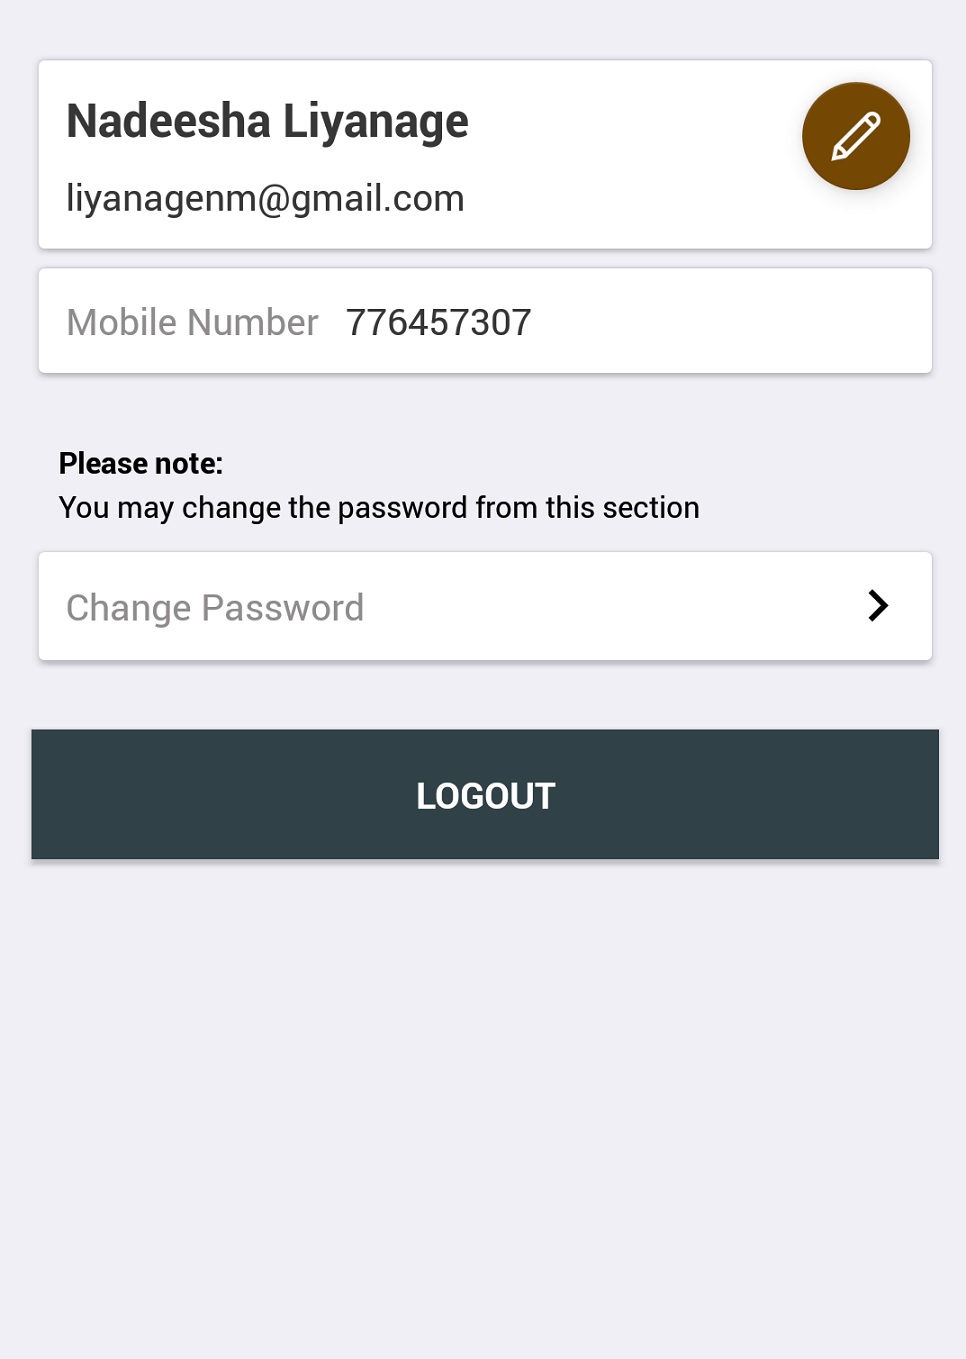 Nadeesha Liyanage
liyanagenm@gmail.com
Mobile Number 776457307
Please note:
You may change the password from this section
Change Password
LOGOUT